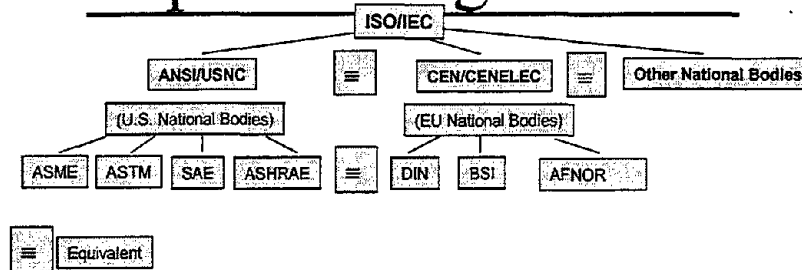 ISO/IEC
ANSI/USNC ≡ CEN/CENELEC ≡ Other National Bodies
(U.S. National Bodies) (EU National Bodies)
ASME ASTM SAE ASHRAE ≡ DIN BSI AFNOR
≡ Equivalent